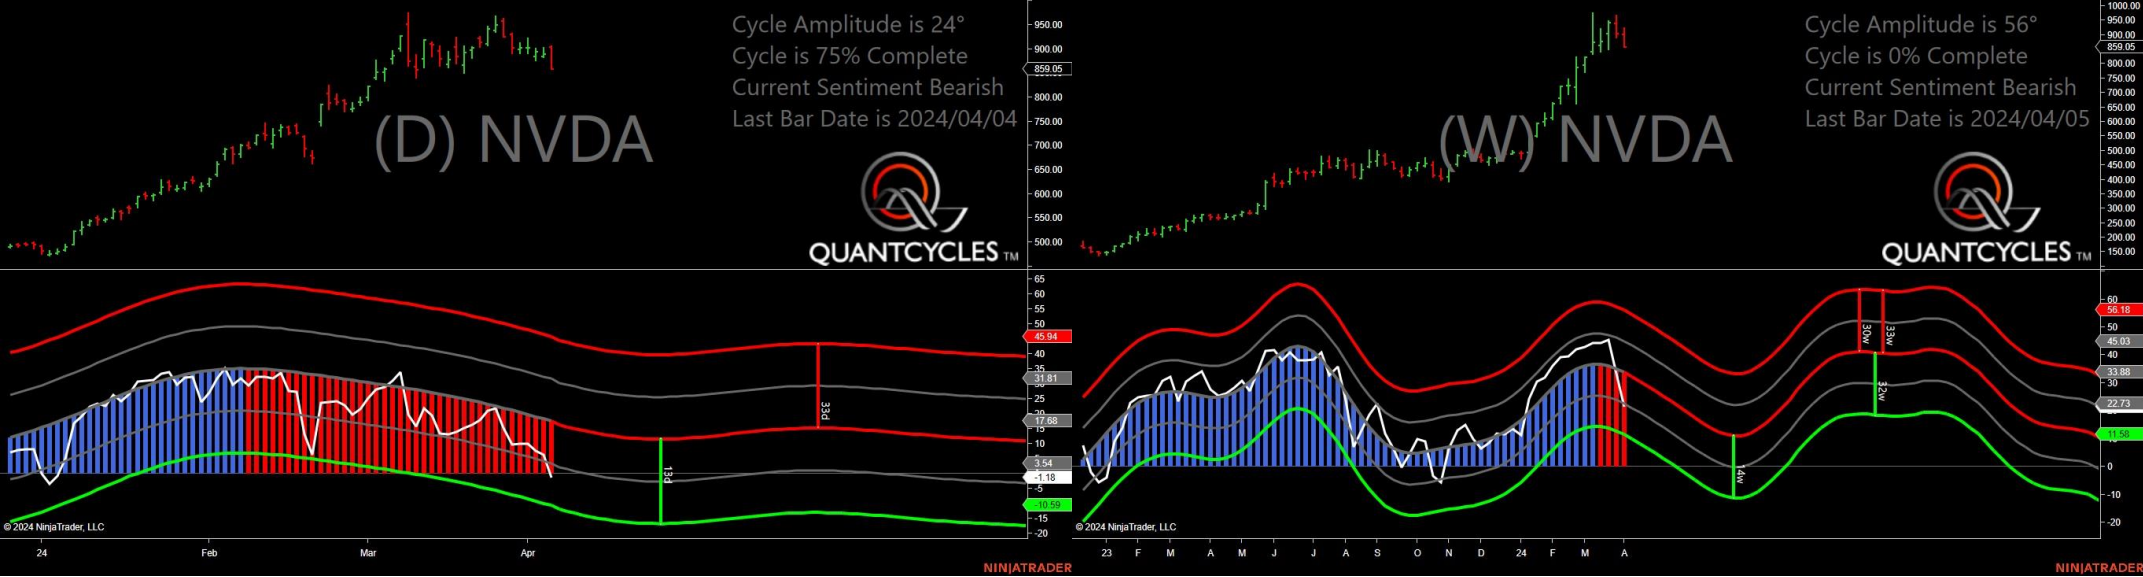 Cycle Amplitude is 24°
Cycle is 75% Complete
Current Sentiment Bearish
Last Bar Date is 2024/04/04
(D) NVDA
QUANTCYCLES TM
950.00
900.00
859.05
800.00
750.00
700.00
650.00
600.00
550.00
500.00
65
60
55
50
45.94
40
35
31.81
25
20
17.68
15
10
3.54
-1.18
-5
-10.59
-15
-20
33d
13d
© 2024 NinjaTrader, LLC
24
Feb
Mar
Apr
NINJATRADER
Cycle Amplitude is 56°
Cycle is 0% Complete
Current Sentiment Bearish
Last Bar Date is 2024/04/05
(W) NVDA
QUANTCYCLES TM
1000.00
950.00
900.00
859.05
800.00
750.00
700.00
650.00
600.00
550.00
500.00
450.00
400.00
350.00
300.00
250.00
200.00
150.00
60
56.18
50
45.03
40
33.88
30
22.73
11.58
0
-10
-20
30w
33w
32w
14w
© 2024 NinjaTrader, LLC
23
F
M
A
M
J
J
A
S
O
N
D
24
F
M
A
NINJATRADER